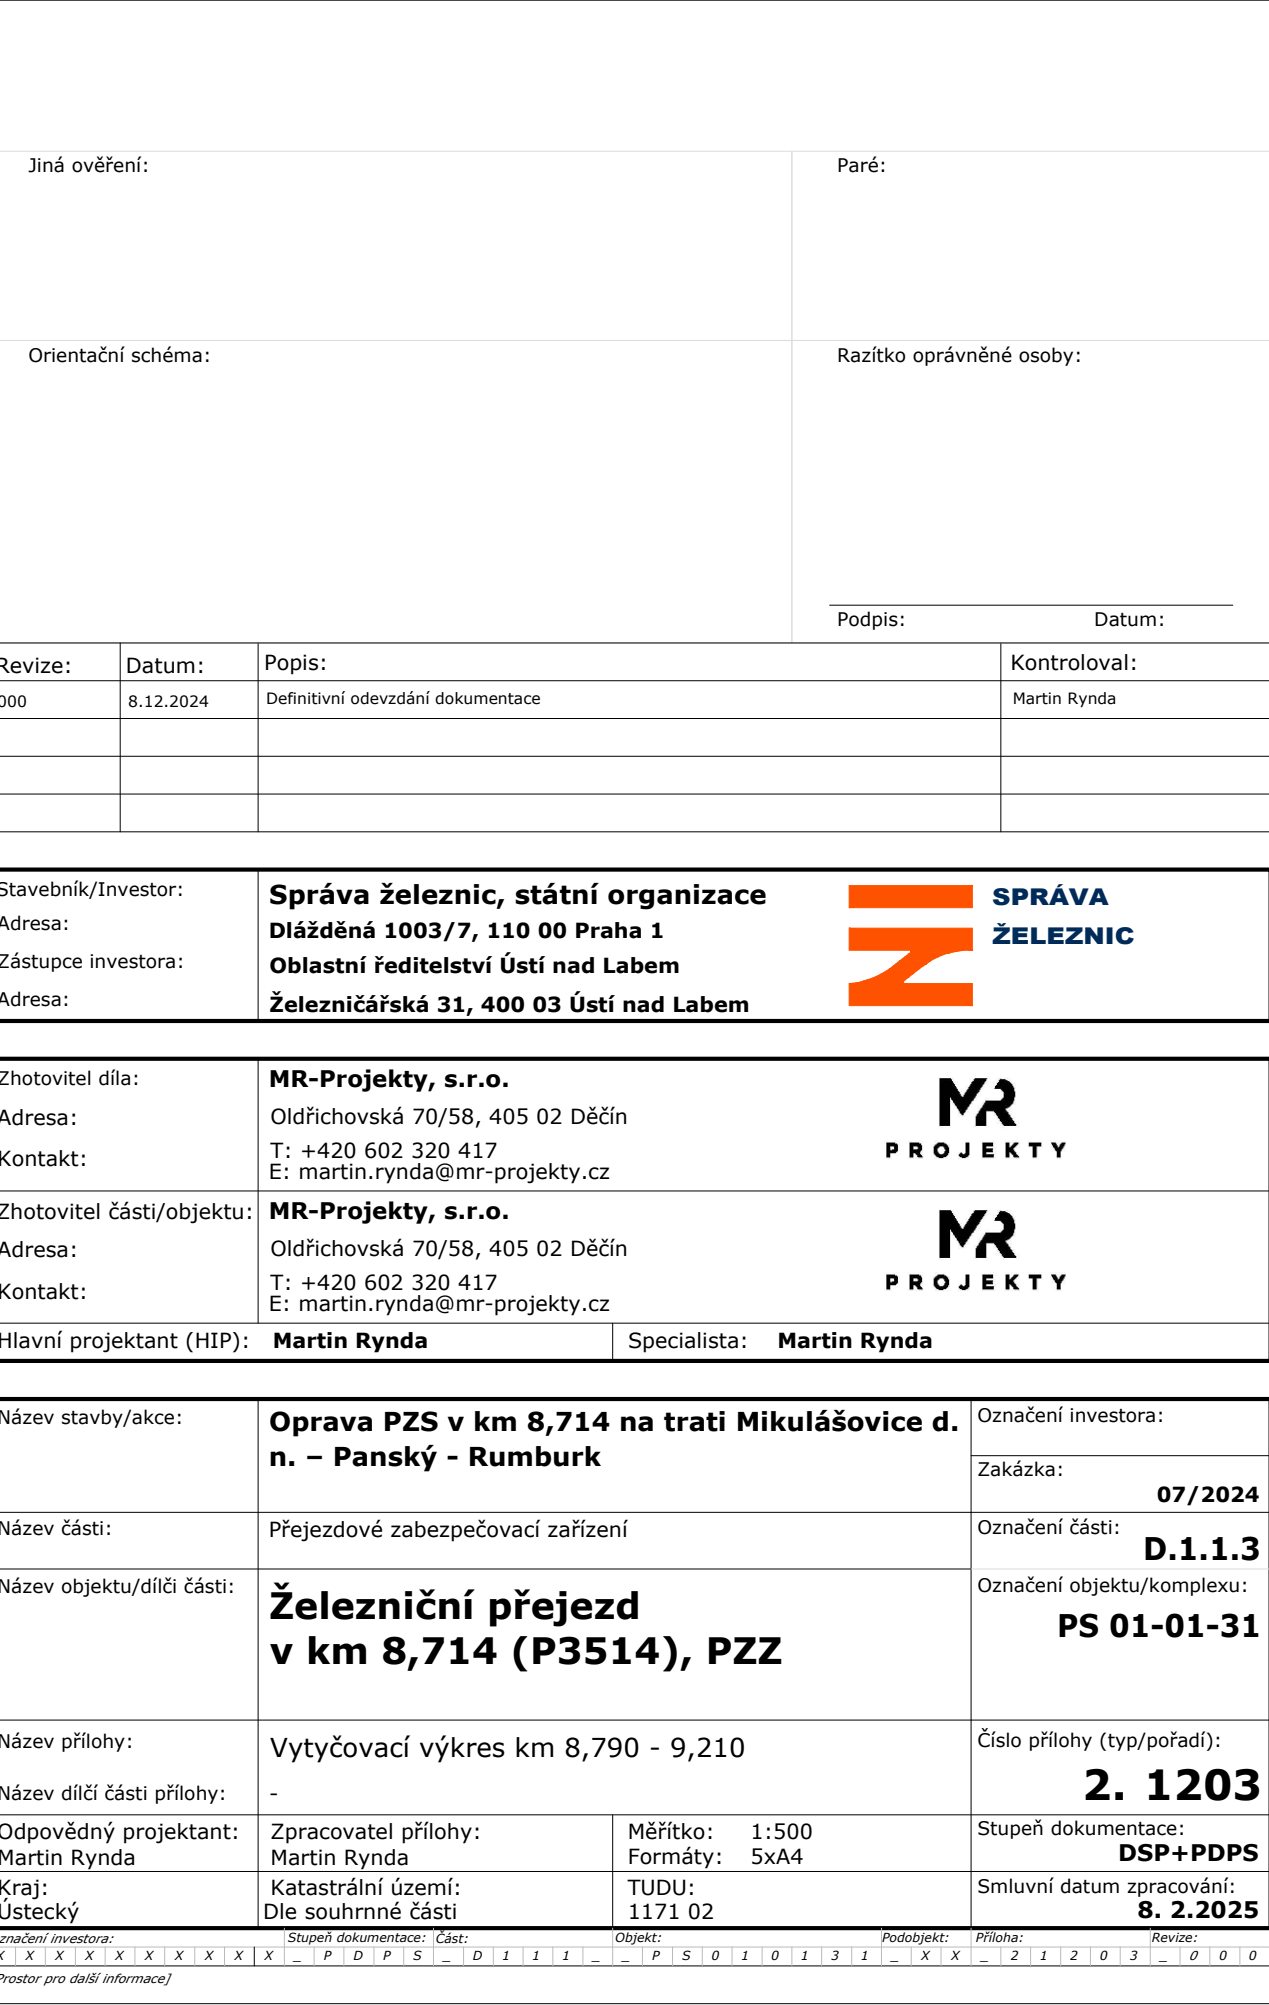 Jiná ověření: Paré:
Orientační schéma: Razítko oprávněné osoby:
Podpis: Datum:
Revize: Datum: Popis: Kontroloval:
000 8.12.2024 Definitivní odevzdání dokumentace Martin Rynda
Stavebník/Investor: Správa železnic, státní organizace
Adresa: Dlážděná 1003/7, 110 00 Praha 1
Zástupce investora: Oblastní ředitelství Ústí nad Labem
Adresa: Železničářská 31, 400 03 Ústí nad Labem
SPRÁVA
ŽELEZNIC
Zhotovitel díla: MR-Projekty, s.r.o.
Adresa: Oldřichovská 70/58, 405 02 Děčín
Kontakt: T: +420 602 320 417
E: martin.rynda@mr-projekty.cz
MR
PROJEKTY
Zhotovitel části/objektu: MR-Projekty, s.r.o.
Adresa: Oldřichovská 70/58, 405 02 Děčín
Kontakt: T: +420 602 320 417
E: martin.rynda@mr-projekty.cz
MR
PROJEKTY
Hlavní projektant (HIP): Martin Rynda Specialista: Martin Rynda
Název stavby/akce: Oprava PZS v km 8,714 na trati Mikulášovice d.
n. – Panský - Rumburk
Označení investora:
Zakázka:
07/2024
Název části: Přejezdové zabezpečovací zařízení Označení části:
D.1.1.3
Název objektu/dílči části: Železniční přejezd
v km 8,714 (P3514), PZZ
Označení objektu/komplexu:
PS 01-01-31
Název přílohy: Vytyčovací výkres km 8,790 - 9,210 Číslo přílohy (typ/pořadí):
2. 1203
Název dílčí části přílohy: -
Odpovědný projektant: Zpracovatel přílohy: Měřítko: 1:500 Stupeň dokumentace:
Martin Rynda Martin Rynda Formáty: 5xA4 DSP+PDPS
Kraj: Katastrální území: TUDU: Smluvní datum zpracování:
Ústecký Dle souhrnné části 1171 02 8. 2.2025
značení investora: Stupeň dokumentace: Část: Objekt: Podobjekt: Příloha: Revize:
X X X X X X X X X X _ P D P S _ D 1 1 1 _ _ P S 0 1 0 1 3 1 _ X X _ 2 1 2 0 3 _ 0 0 0
Prostor pro další informace]